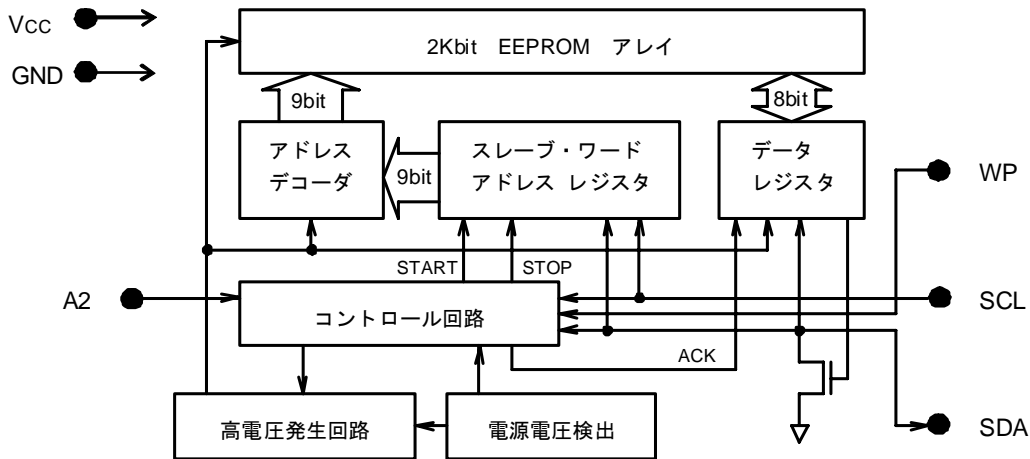 Vcc
GND
2Kbit EEPROM アレイ
9bit
8bit
アドレス
デコーダ
9bit
スレーブ・ワード
アドレス レジスタ
データ
レジスタ
WP
START
STOP
A2
コントロール回路
SCL
ACK
高電圧発生回路
電源電圧検出
SDA